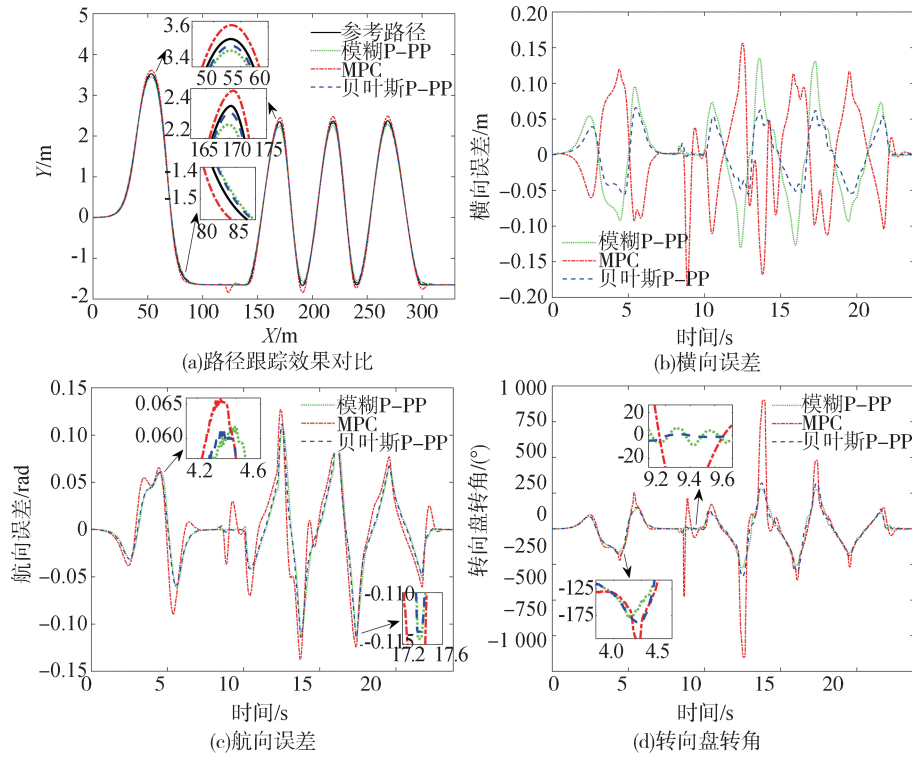 3.6
3.4
50 55 60
2.4
2.2
165 170 175
-1.4
-1.5
80 85
参考路径
模糊P-PP
MPC
贝叶斯P-PP
5
4
3
2
1
0
-1
-2
0 50 100 150 200 250 300
Y/m
X/m
(a)路径跟踪效果对比
0.20
0.15
0.10
0.05
0
-0.05
-0.10
-0.15
-0.20
0 5 10 15 20
横向误差/m
模糊P-PP
MPC
贝叶斯P-PP
时间/s
(b)横向误差
0.15
0.10
0.05
0
-0.05
-0.10
-0.15
0 5 10 15 20
航向误差/rad
0.065
0.060
4.2 4.6
模糊P-PP
MPC
贝叶斯P-PP
-0.110
-0.115
17.2 17.6
时间/s
(c)航向误差
1 000
750
500
250
0
-250
-500
-750
-1 000
0 5 10 15 20
转向盘转角/(°)
20
0
-20
9.2 9.4 9.6
模糊P-PP
MPC
贝叶斯P-PP
-125
-175
4.0 4.5
时间/s
(d)转向盘转角